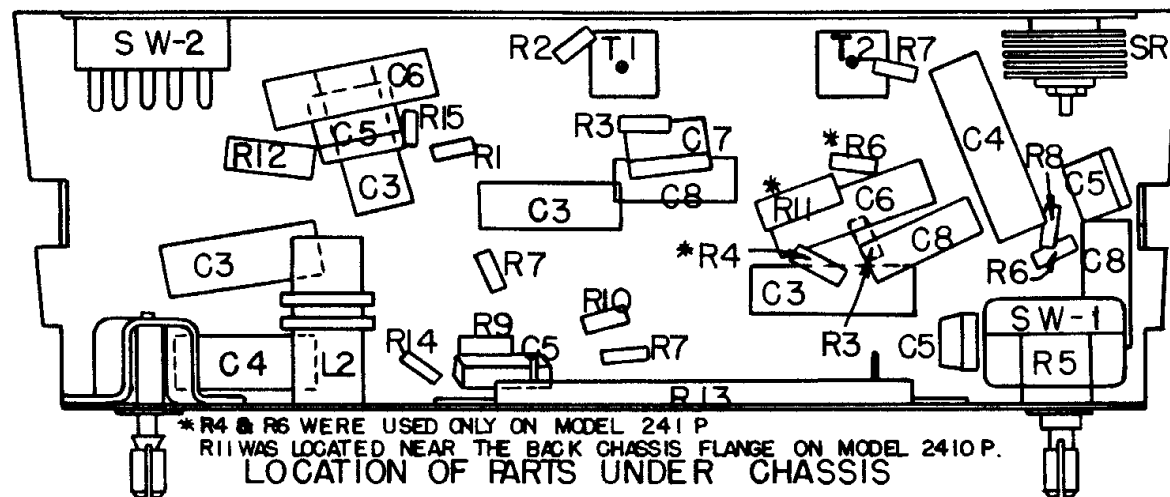 SW-2
R2
T1
T2
R7
SR
C6
R15
C5
R12
R1
C3
R3
C7
C8
C3
*R6
*R11
C6
C4
R8
C5
C3
R7
*R4
C8
R6
C8
C3
R10
R9
R3
C5
SW-1
R14
C5
R7
C4
L2
R5
R13
*R4 & R6 WERE USED ONLY ON MODEL 241 P
R11 WAS LOCATED NEAR THE BACK CHASSIS FLANGE ON MODEL 2410 P.
LOCATION OF PARTS UNDER CHASSIS